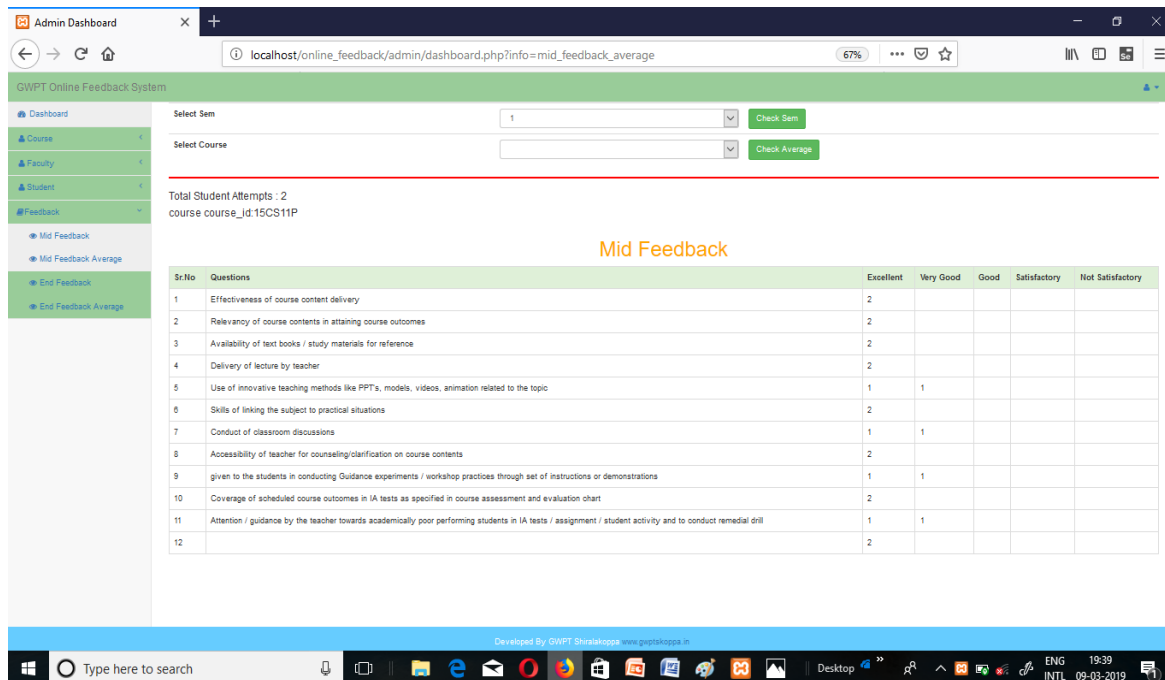 Admin Dashboard
localhost/online_feedback/admin/dashboard.php?info=mid_feedback_average 67%
Se
GWPT Online Feedback System
Dashboard
Course
Faculty
Student
Feedback
Mid Feedback
Mid Feedback Average
End Feedback
End Feedback Average
Select Sem 1 Check Sem
Select Course Check Average
Total Student Attempts : 2
course course_id:15CS11P
Mid Feedback
Sr.No Questions Excellent Very Good Good Satisfactory Not Satisfactory
1 Effectiveness of course content delivery 2
2 Relevancy of course contents in attaining course outcomes 2
3 Availability of text books / study materials for reference 2
4 Delivery of lecture by teacher 2
5 Use of innovative teaching methods like PPT's, models, videos, animation related to the topic 1 1
6 Skills of linking the subject to practical situations 2
7 Conduct of classroom discussions 1 1
8 Accessibility of teacher for counseling/clarification on course contents 2
9 given to the students in conducting Guidance experiments / workshop practices through set of instructions or demonstrations 1 1
10 Coverage of scheduled course outcomes in IA tests as specified in course assessment and evaluation chart 2
11 Attention / guidance by the teacher towards academically poor performing students in IA tests / assignment / student activity and to conduct remedial drill 1 1
12 2
Developed By GWPT Shiralakoppa www.gwptskoppa.in
Type here to search
Desktop
ENG
INTL
19:39
09-03-2019
1